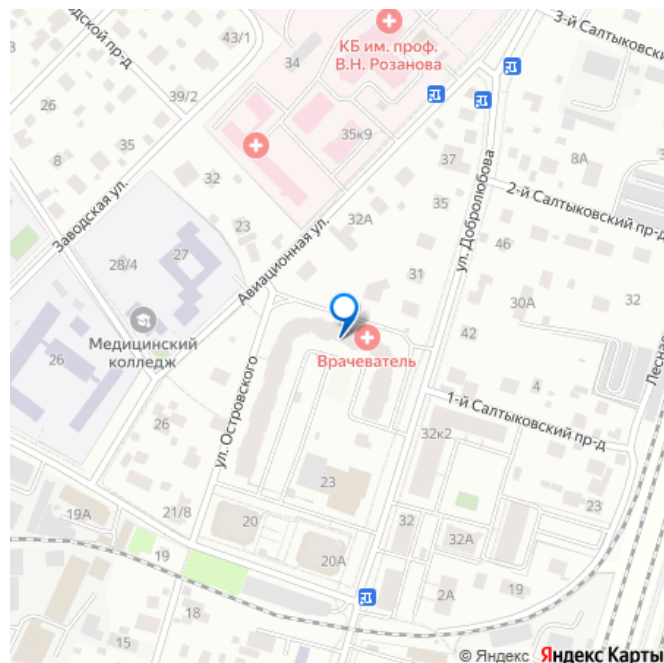 3-й Салтыковски
дской пр-д
43/1
КБ им. проф.
В.Н. Розанова
34
26
39/2
35
8
35к9
37
8А
Заводская ул.
32
ул. Добролюбова
2-й Салтыковский пр-д
32А
35
23
46
27
28/4
Авиационная ул.
31
30А
32
Медицинский
колледж
26
Врачеватель
42
Лесная
4
ул. Островского
1-й Салтыковский пр-д
26
32к2
23
23
21/8
19А
20
32
32А
19
20А
18
2А
19
15
© Яндекс Яндекс Карты